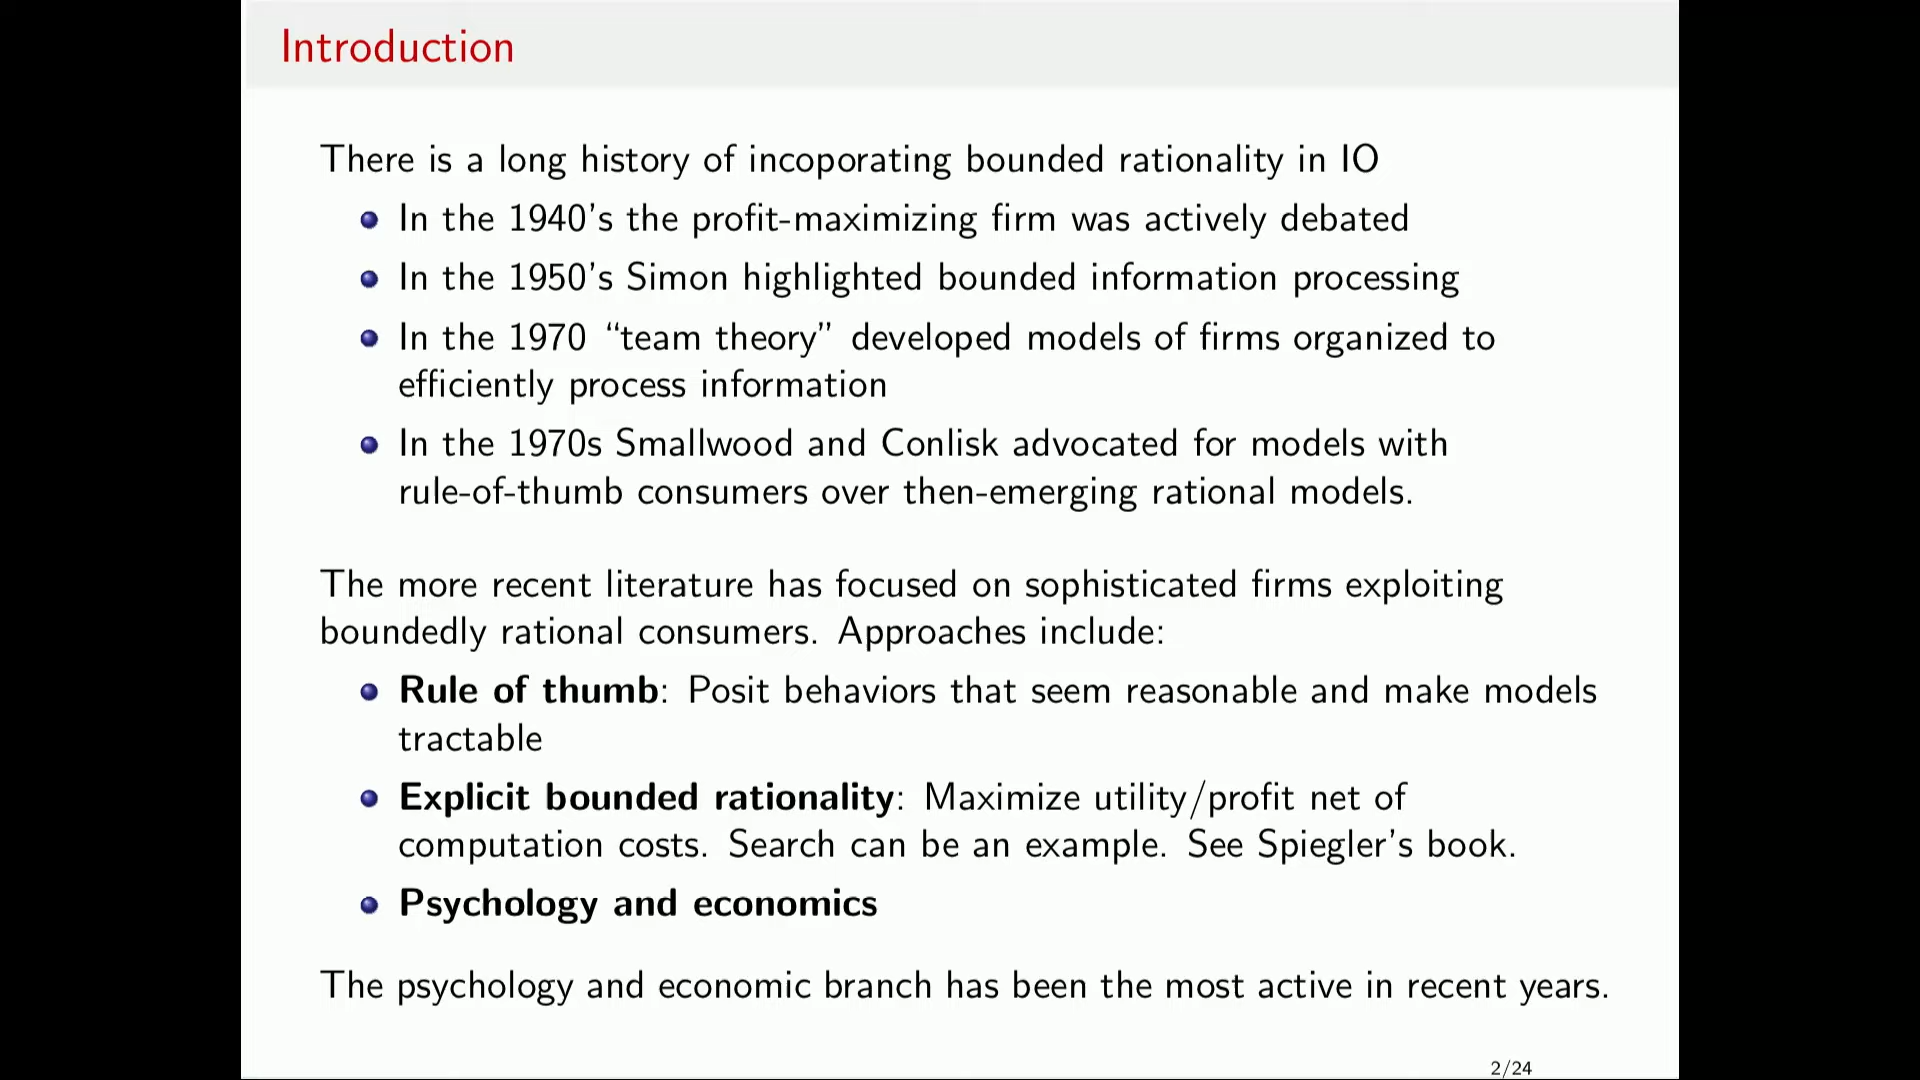 Introduction
There is a long history of incoporating bounded rationality in IO
In the 1940's the profit-maximizing firm was actively debated
In the 1950's Simon highlighted bounded information processing
In the 1970 “team theory” developed models of firms organized to
efficiently process information
In the 1970s Smallwood and Conlisk advocated for models with
rule-of-thumb consumers over then-emerging rational models.
The more recent literature has focused on sophisticated firms exploiting
boundedly rational consumers. Approaches include:
Rule of thumb: Posit behaviors that seem reasonable and make models
tractable
Explicit bounded rationality: Maximize utility/profit net of
computation costs. Search can be an example. See Spiegler's book.
Psychology and economics
The psychology and economic branch has been the most active in recent years.
2/24